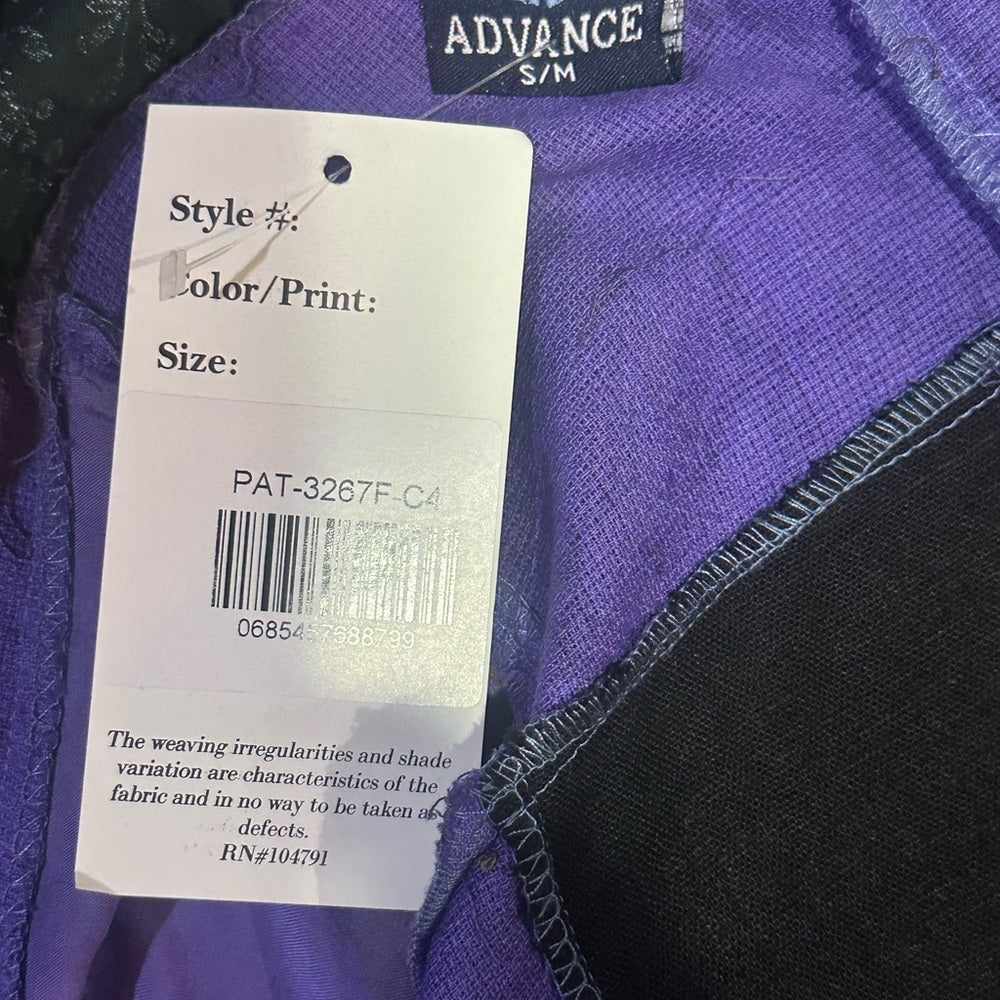 ADVANCE
S/M
Style #:
Color/Print:
Size:
PAT-3267F-C4
The weaving irregularities and shade
variation are characteristics of the
fabric and in no way to be taken as
defects.
RN#104791